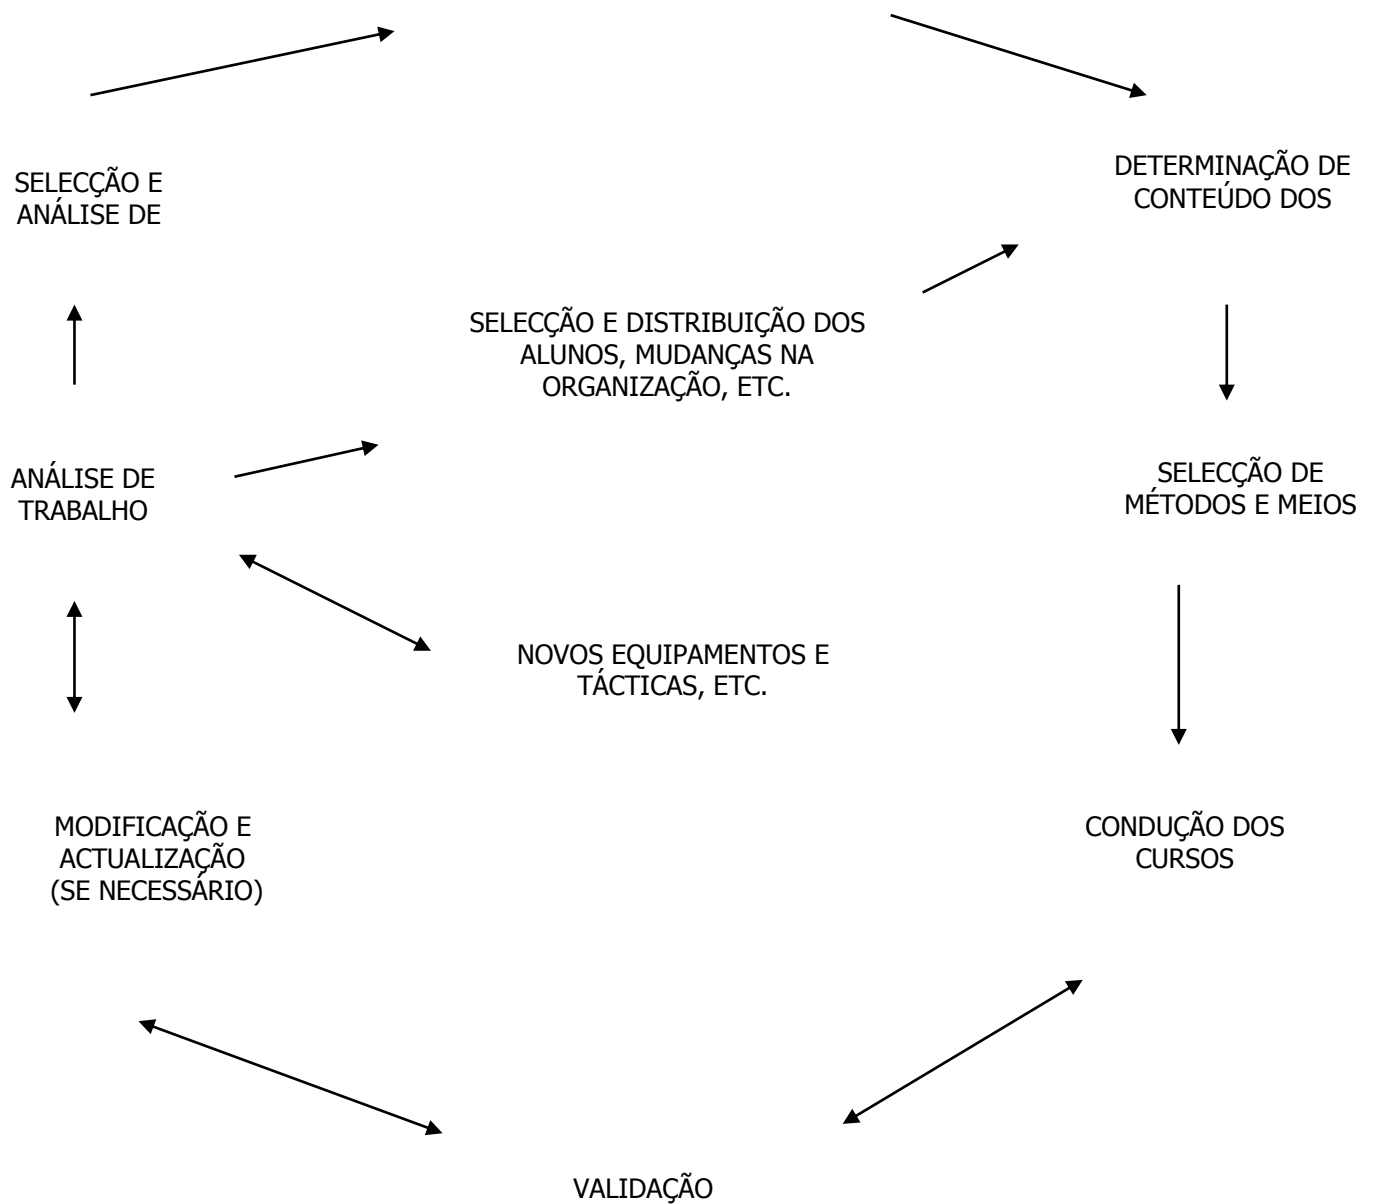 SELECÇÃO E
ANÁLISE DE
DETERMINAÇÃO DE
CONTEÚDO DOS
SELECÇÃO E DISTRIBUIÇÃO DOS
ALUNOS, MUDANÇAS NA
ORGANIZAÇÃO, ETC.
ANÁLISE DE
TRABALHO
SELECÇÃO DE
MÉTODOS E MEIOS
NOVOS EQUIPAMENTOS E
TÁCTICAS, ETC.
MODIFICAÇÃO E
ACTUALIZAÇÃO
(SE NECESSÁRIO)
CONDUÇÃO DOS
CURSOS
VALIDAÇÃO